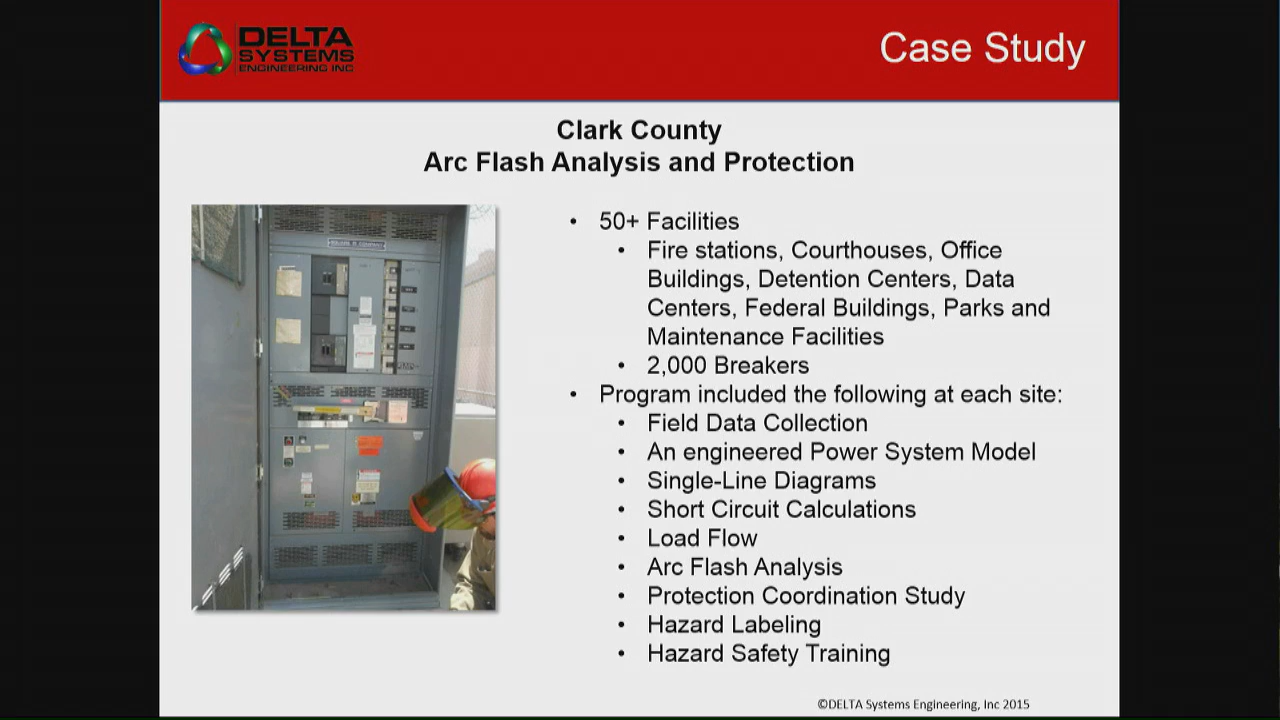 DELTA
SYSTEMS
ENGINEERING INC
Case Study
Clark County
Arc Flash Analysis and Protection
• 50+ Facilities
• Fire stations, Courthouses, Office
Buildings, Detention Centers, Data
Centers, Federal Buildings, Parks and
Maintenance Facilities
• 2,000 Breakers
• Program included the following at each site:
• Field Data Collection
• An engineered Power System Model
• Single-Line Diagrams
• Short Circuit Calculations
• Load Flow
• Arc Flash Analysis
• Protection Coordination Study
• Hazard Labeling
• Hazard Safety Training
©DELTA Systems Engineering, Inc 2015